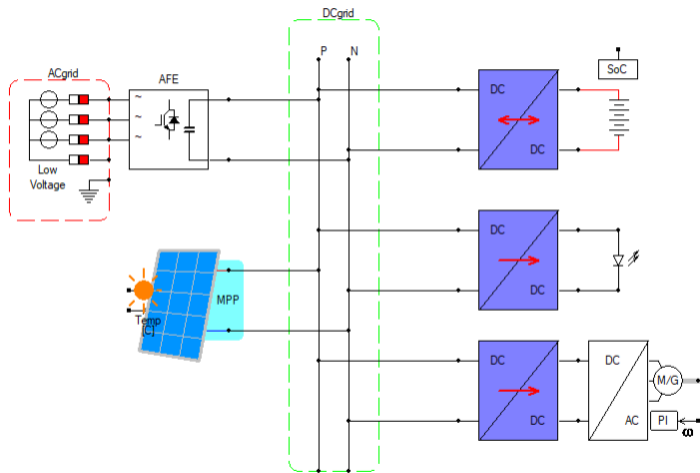 DCgrid
P N
ACgrid
AFE
~
~
~
Low
Voltage
DC
DC
SoC
DC
DC
MPP
Temp
[C]
DC
DC
DC
AC
M/G
PI
ω